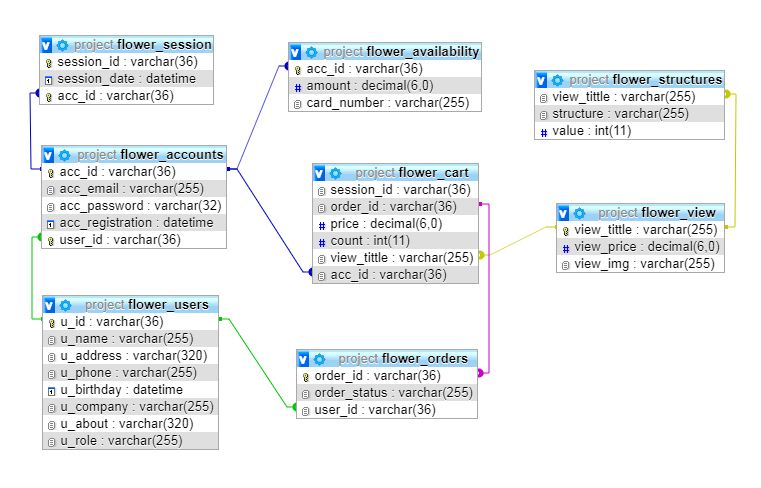 project flower_session
session_id : varchar(36)
session_date : datetime
acc_id : varchar(36)
project flower_accounts
acc_id : varchar(36)
acc_email : varchar(255)
acc_password : varchar(32)
acc_registration : datetime
user_id : varchar(36)
project flower_users
u_id : varchar(36)
u_name : varchar(255)
u_address : varchar(320)
u_phone : varchar(255)
u_birthday : datetime
u_company : varchar(255)
u_about : varchar(320)
u_role : varchar(255)
project flower_availability
acc_id : varchar(36)
amount : decimal(6,0)
card_number : varchar(255)
project flower_cart
session_id : varchar(36)
order_id : varchar(36)
price : decimal(6,0)
count : int(11)
view_tittle : varchar(255)
acc_id : varchar(36)
project flower_orders
order_id : varchar(36)
order_status : varchar(255)
user_id : varchar(36)
project flower_structures
view_tittle : varchar(255)
structure : varchar(255)
value : int(11)
project flower_view
view_tittle : varchar(255)
view_price : decimal(6,0)
view_img : varchar(255)